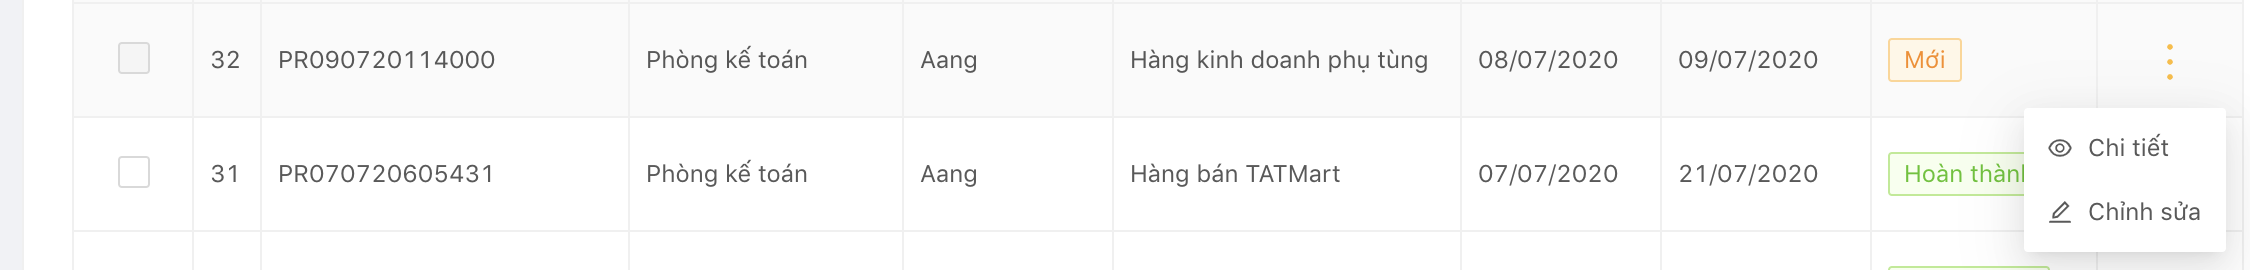 32 PR090720114000 Phòng kế toán Aang Hàng kinh doanh phụ tùng 08/07/2020 09/07/2020 Mới
Chi tiết
31 PR070720605431 Phòng kế toán Aang Hàng bán TATMart 07/07/2020 21/07/2020 Hoàn thành
Chỉnh sửa